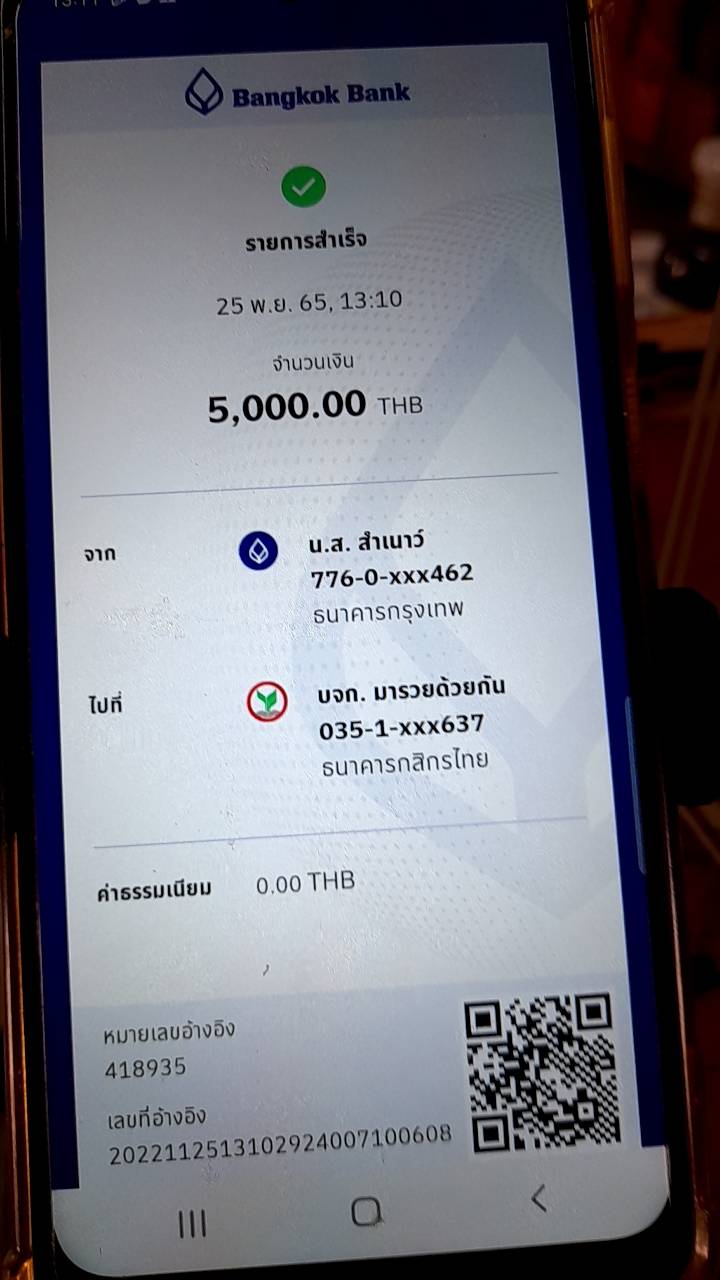 Bangkok Bank
รายการสำเร็จ
25 พ.ย. 65, 13:10
จำนวนเงิน
5,000.00 THB
จาก
น.ส. สำเนาว์
776-0-xxx462
ธนาคารกรุงเทพ
ไปที่
บจก. มารวยด้วยกัน
035-1-xxx637
ธนาคารกสิกรไทย
ค่าธรรมเนียม 0.00 THB
หมายเลขอ้างอิง
418935
เลขที่อ้างอิง
2022112513102924007100608